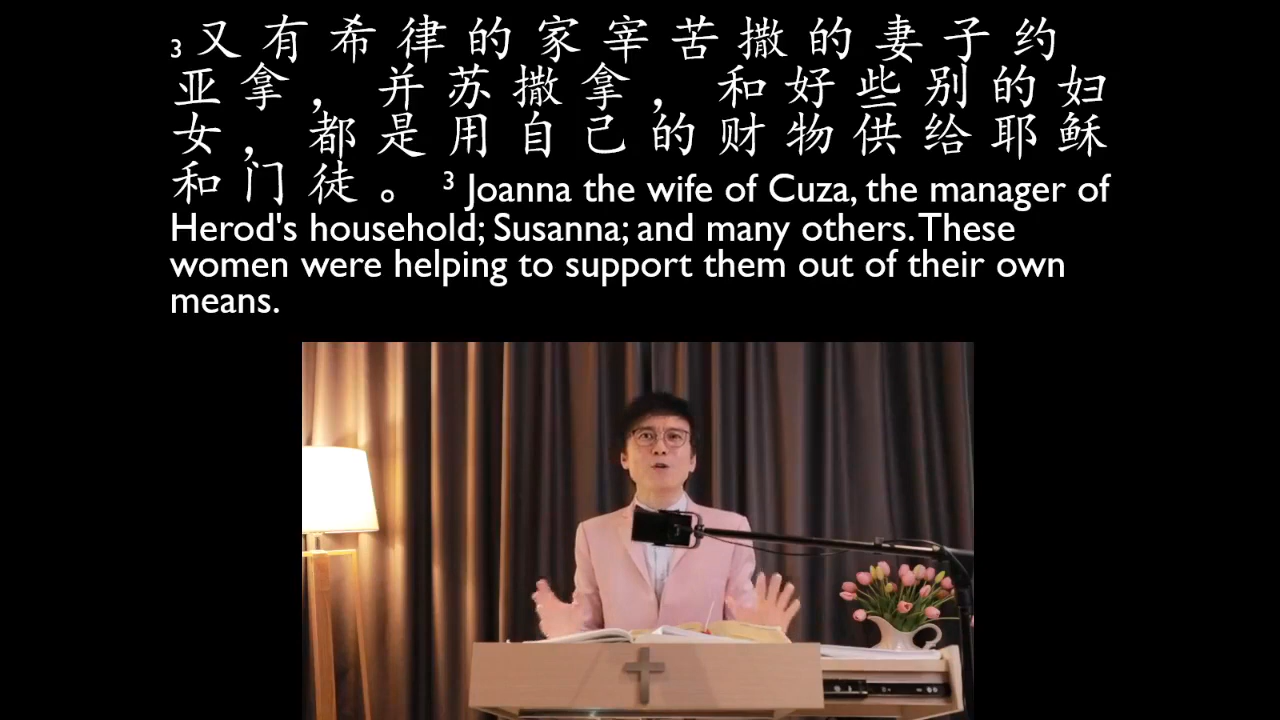 3 又有希律的家宰苦撒的妻子约
亚拿，并苏撒拿，和好些别的妇
女，都是用自己的财物供给耶稣
和门徒。 3 Joanna the wife of Cuza, the manager of
Herod's household; Susanna; and many others. These
women were helping to support them out of their own
means.